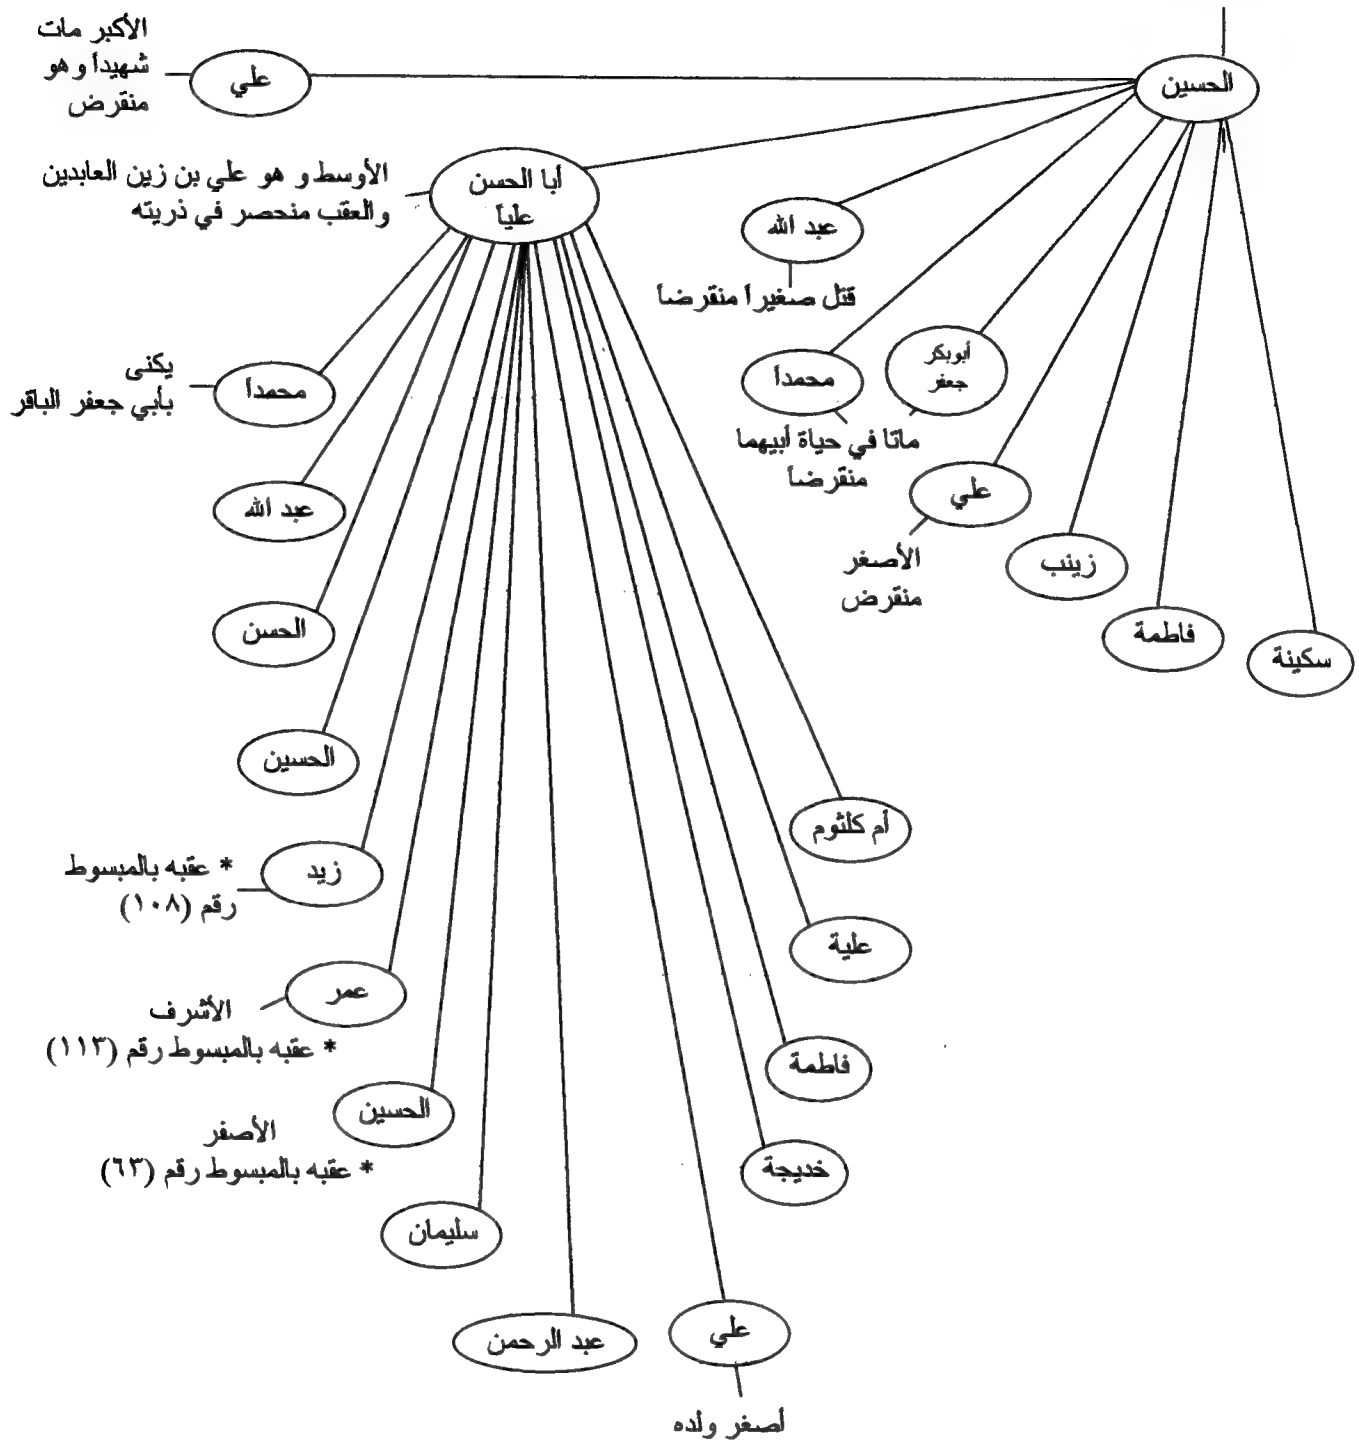 الحسين
الأكبر مات
شهيداً و هو
منقرض
علي
الأوسط و هو علي بن زين العابدين
والعقب منحصر في ذريته
أبا الحسن
علياً
عبد الله
قتل صغيراً منقرضاً
محمداً
أبوبكر
جعفر
ماتا في حياة أبيهما
منقرضاً
علي
الأصغر
منقرض
زينب
فاطمة
سكينة
يكنى
بأبي جعفر الباقر
محمداً
عبد الله
الحسن
الحسين
زيد
* عقبه بالمبسوط
رقم (١٠٨)
عمر
الأشرف
* عقبه بالمبسوط رقم (١١٣)
الحسين
الأصفر
* عقبه بالمبسوط رقم (٦٣)
سليمان
عبد الرحمن
علي
أصغر ولده
خديجة
فاطمة
علية
أم كلثوم